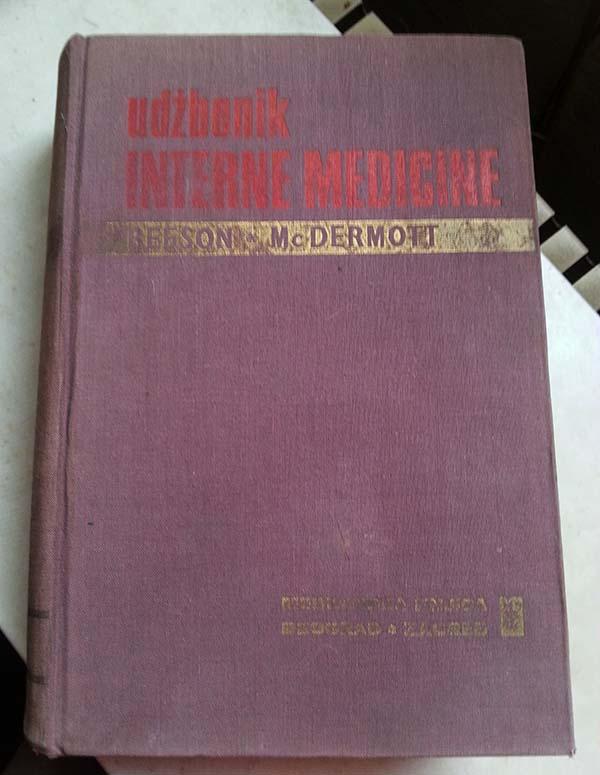 udžbenik
INTERNE MEDICINE
BEESON • McDERMOTT
MEDICINSKA KNJIGA
BEOGRAD • ZAGREB